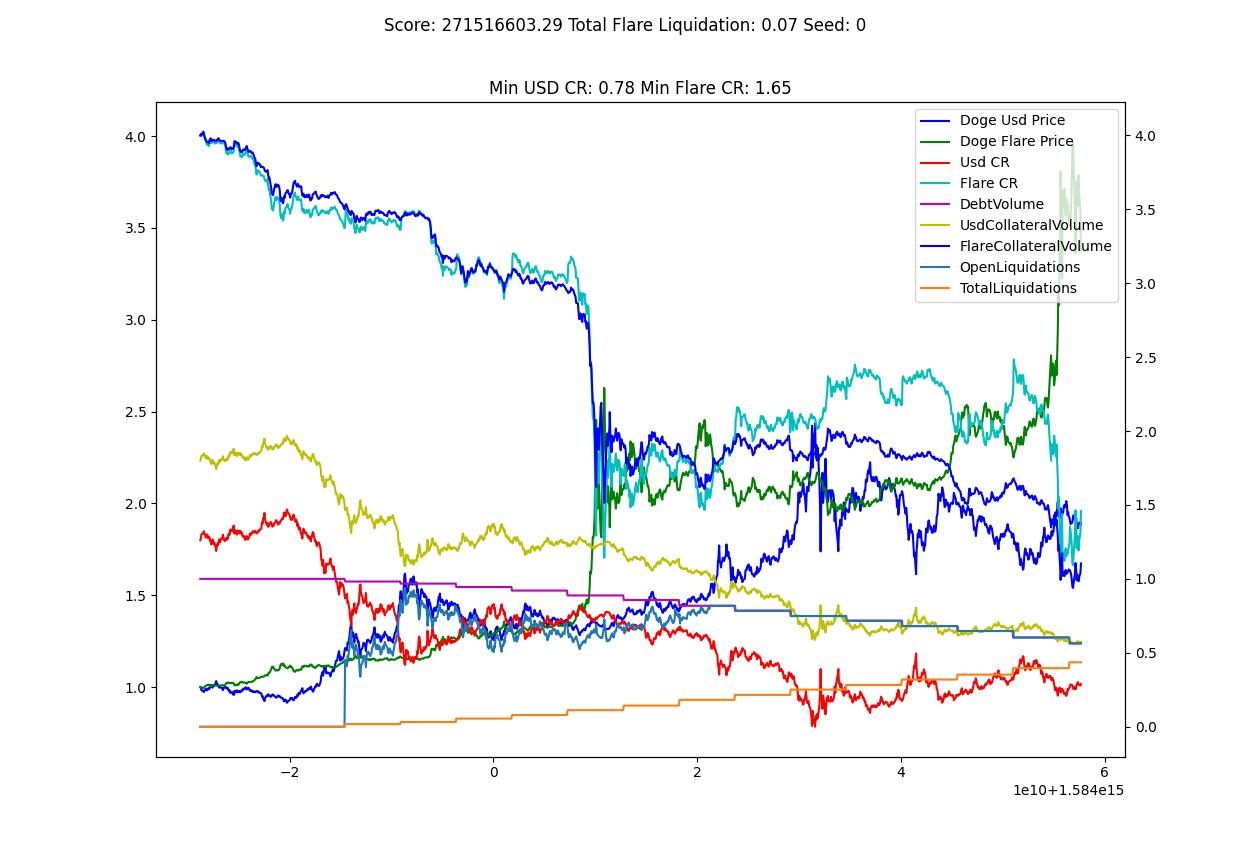 Score: 271516603.29 Total Flare Liquidation: 0.07 Seed: 0
Min USD CR: 0.78 Min Flare CR: 1.65
4.0
3.5
3.0
2.5
2.0
1.5
1.0
Doge Usd Price
Doge Flare Price
Usd CR
Flare CR
DebtVolume
UsdCollateralVolume
FlareCollateralVolume
OpenLiquidations
TotalLiquidations
4.0
3.5
3.0
2.5
2.0
1.5
1.0
0.5
0.0
−2 0 2 4 6
1e10+1.584e15